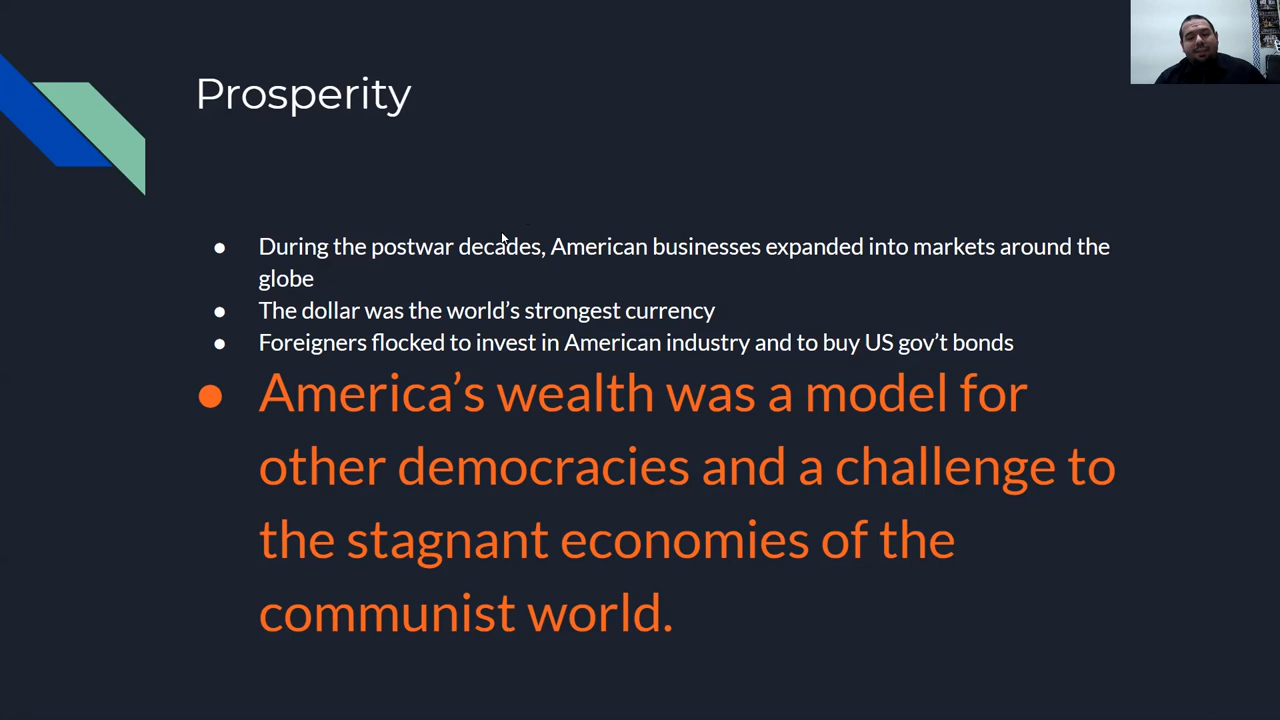 Prosperity
● During the postwar decades, American businesses expanded into markets around the
globe
● The dollar was the world’s strongest currency
● Foreigners flocked to invest in American industry and to buy US gov’t bonds
● America’s wealth was a model for
other democracies and a challenge to
the stagnant economies of the
communist world.